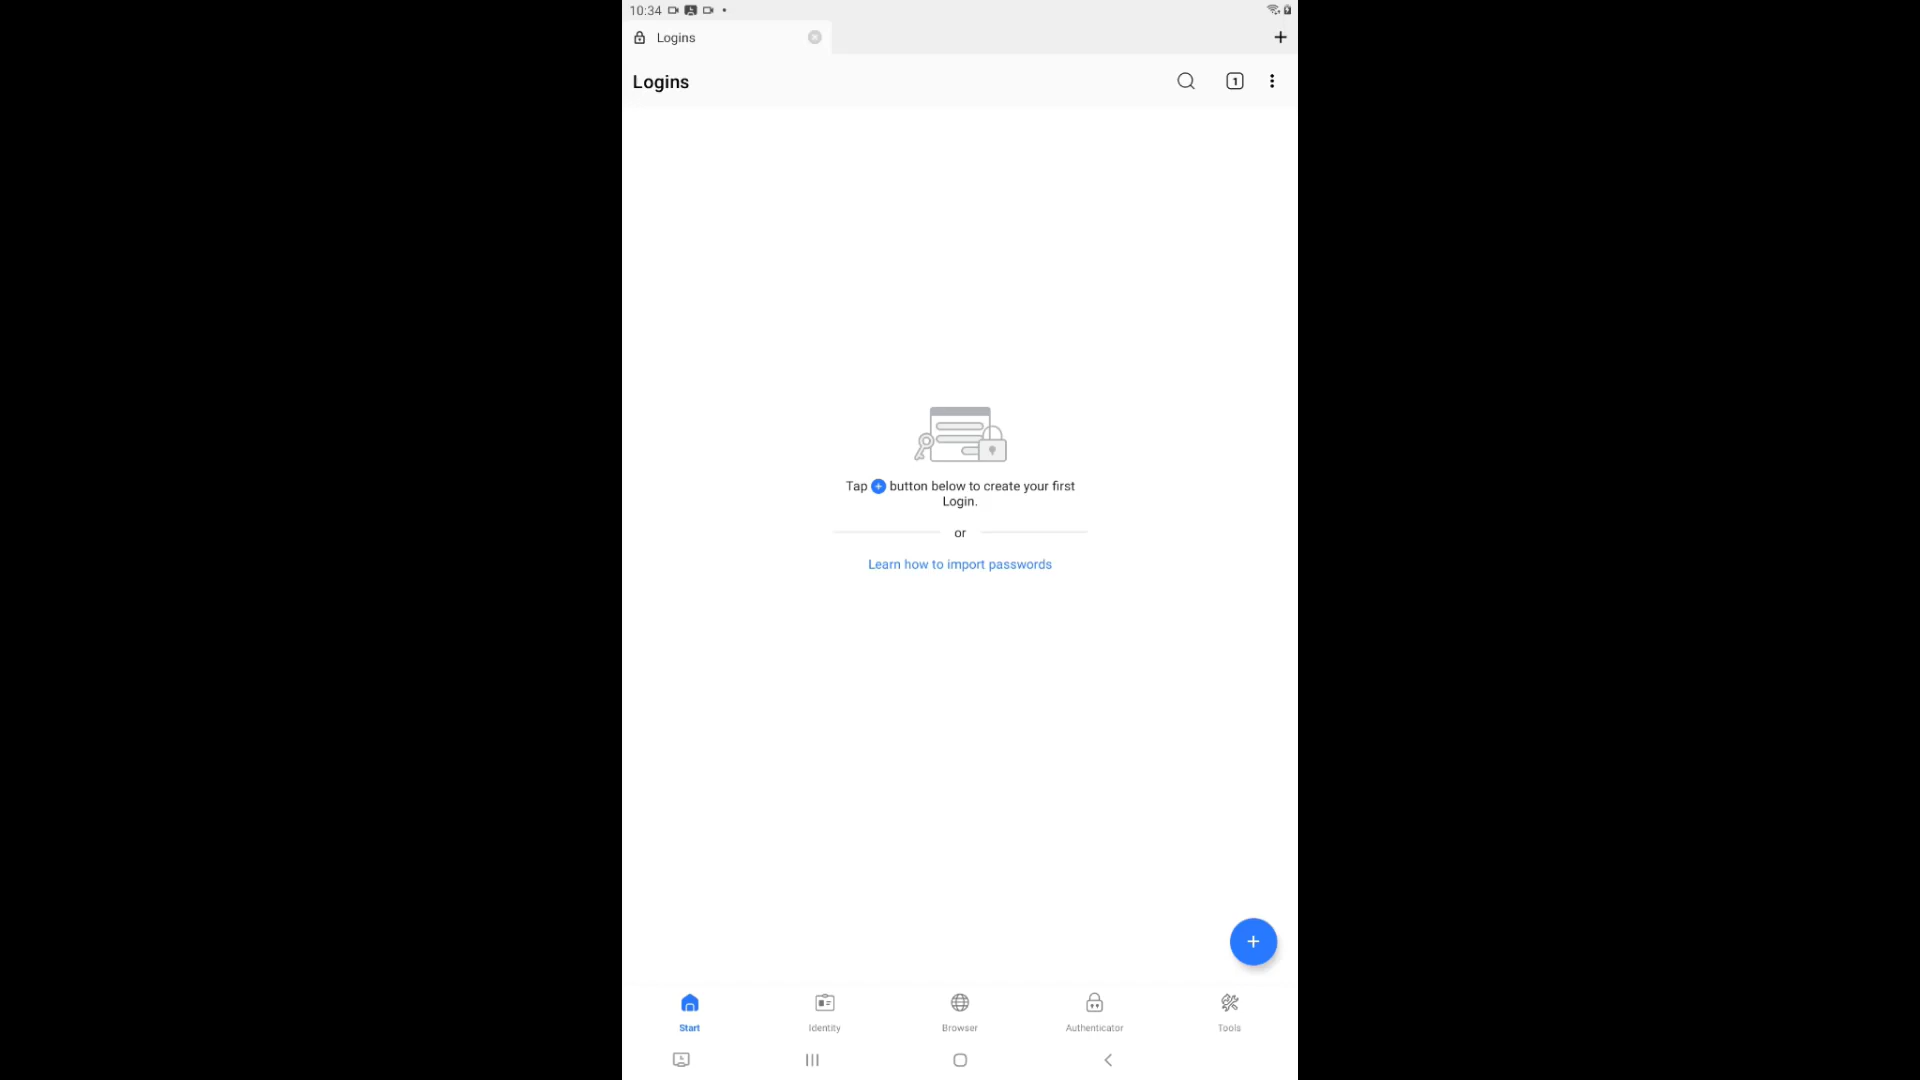 10:34
Logins
Logins
1
Tap + button below to create your first
Login.
or
Learn how to import passwords
Start
Identity
Browser
Authenticator
Tools